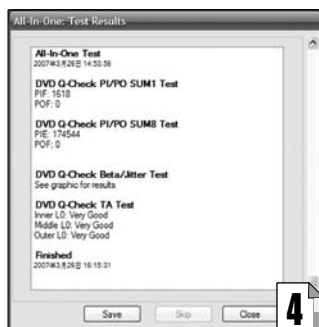 All-In-One: Test Results
All-In-One Test
2007年3月26日 14:53:56
DVD Q-Check PI/PO SUM1 Test
PIF: 1618
POF: 0
DVD Q-Check PI/PO SUM8 Test
PIE: 174544
POF: 0
DVD Q-Check Beta/Jitter Test
See graphic for results
DVD Q-Check TA Test
Inner L0: Very Good
Middle L0: Very Good
Outer L0: Very Good
Finished
2007年3月26日 16:15:31
Save
Skip
Close
4